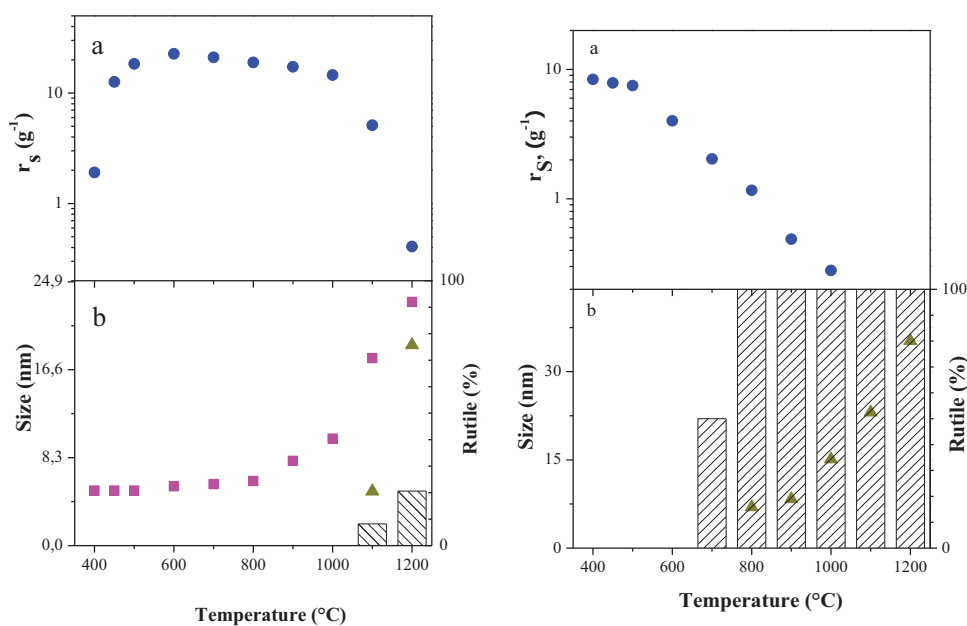 a
10
1
r_s (g^-1)
24,9
100
b
16,6
8,3
0,0
0
Size (nm)
Rutile (%)
400 600 800 1000 1200
Temperature (°C)
a
10
1
r_S, (g^-1)
100
b
30
15
0
0
Size (nm)
Rutile (%)
400 600 800 1000 1200
Temperature (°C)